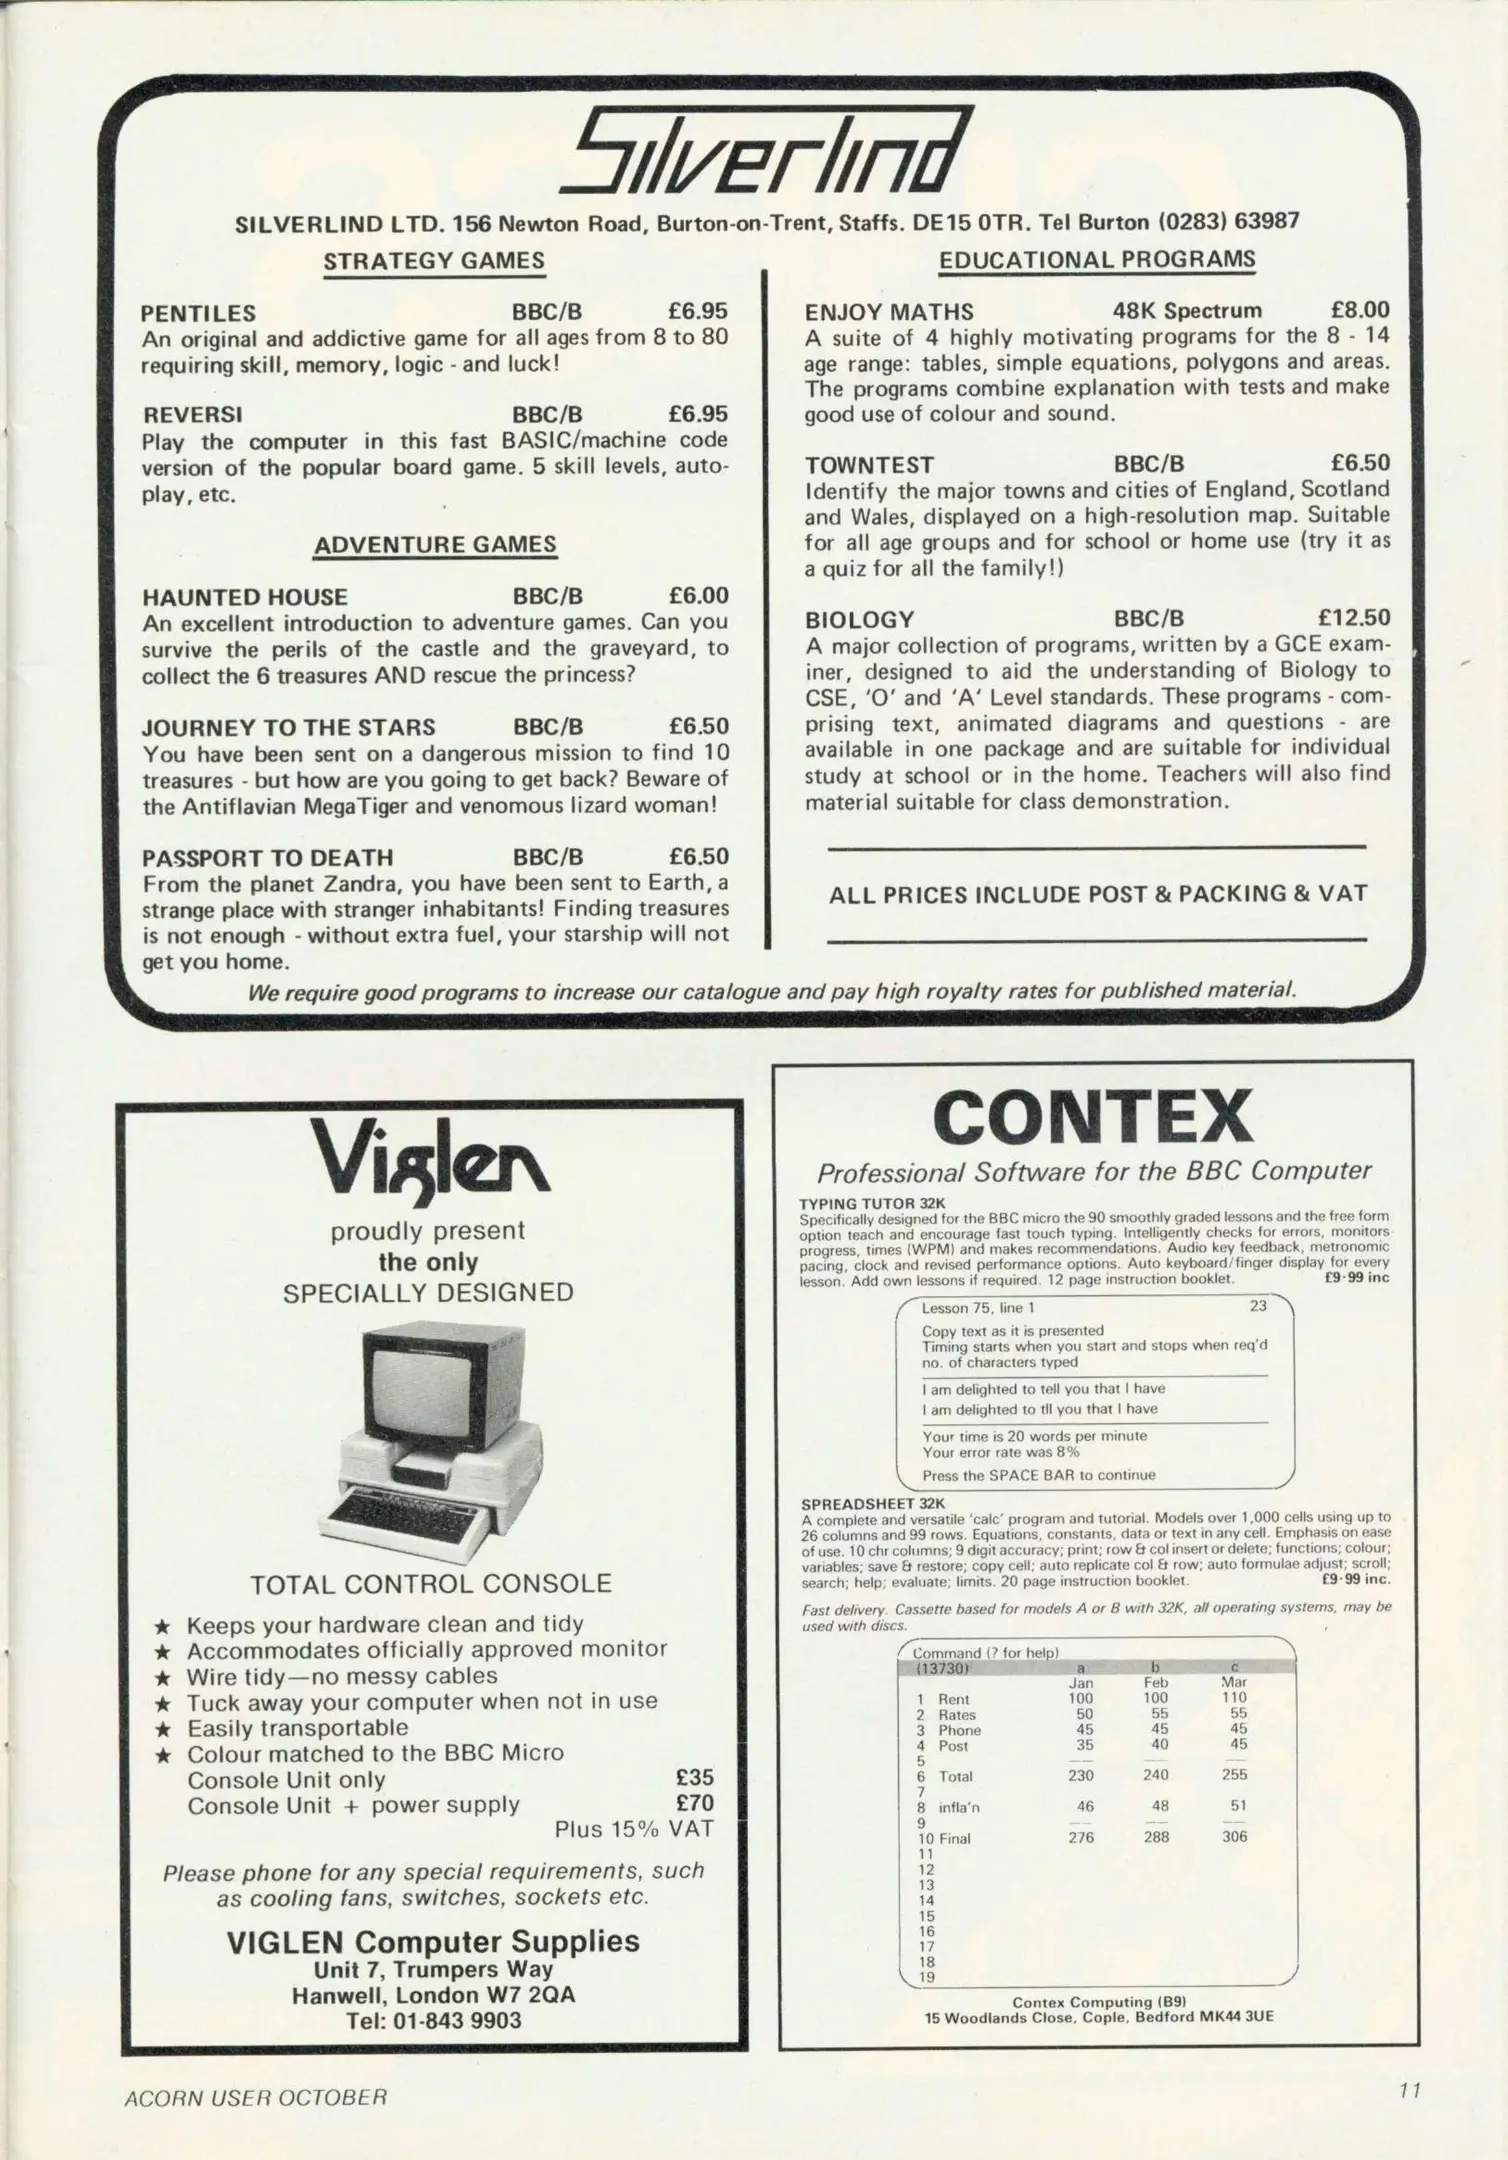 Silverlind
SILVERLIND LTD. 156 Newton Road, Burton-on-Trent, Staffs. DE15 0TR. Tel Burton (0283) 63987
STRATEGY GAMES
PENTILES BBC/B £6.95
An original and addictive game for all ages from 8 to 80
requiring skill, memory, logic - and luck!
REVERSI BBC/B £6.95
Play the computer in this fast BASIC/machine code
version of the popular board game. 5 skill levels, auto-
play, etc.
ADVENTURE GAMES
HAUNTED HOUSE BBC/B £6.00
An excellent introduction to adventure games. Can you
survive the perils of the castle and the graveyard, to
collect the 6 treasures AND rescue the princess?
JOURNEY TO THE STARS BBC/B £6.50
You have been sent on a dangerous mission to find 10
treasures - but how are you going to get back? Beware of
the Antiflavian MegaTiger and venomous lizard woman!
PASSPORT TO DEATH BBC/B £6.50
From the planet Zandra, you have been sent to Earth, a
strange place with stranger inhabitants! Finding treasures
is not enough - without extra fuel, your starship will not
get you home.
EDUCATIONAL PROGRAMS
ENJOY MATHS 48K Spectrum £8.00
A suite of 4 highly motivating programs for the 8 - 14
age range: tables, simple equations, polygons and areas.
The programs combine explanation with tests and make
good use of colour and sound.
TOWNTEST BBC/B £6.50
Identify the major towns and cities of England, Scotland
and Wales, displayed on a high-resolution map. Suitable
for all age groups and for school or home use (try it as
a quiz for all the family!)
BIOLOGY BBC/B £12.50
A major collection of programs, written by a GCE exam-
iner, designed to aid the understanding of Biology to
CSE, 'O' and 'A' Level standards. These programs - com-
prising text, animated diagrams and questions - are
available in one package and are suitable for individual
study at school or in the home. Teachers will also find
material suitable for class demonstration.
ALL PRICES INCLUDE POST & PACKING & VAT
We require good programs to increase our catalogue and pay high royalty rates for published material.
Viglen
proudly present
the only
SPECIALLY DESIGNED
TOTAL CONTROL CONSOLE
★ Keeps your hardware clean and tidy
★ Accommodates officially approved monitor
★ Wire tidy—no messy cables
★ Tuck away your computer when not in use
★ Easily transportable
★ Colour matched to the BBC Micro
Console Unit only £35
Console Unit + power supply £70
Plus 15% VAT
Please phone for any special requirements, such
as cooling fans, switches, sockets etc.
VIGLEN Computer Supplies
Unit 7, Trumpers Way
Hanwell, London W7 2QA
Tel: 01-843 9903
CONTEX
Professional Software for the BBC Computer
TYPING TUTOR 32K
Specifically designed for the BBC micro the 90 smoothly graded lessons and the free form
option teach and encourage fast touch typing. Intelligently checks for errors, monitors
progress, times (WPM) and makes recommendations. Audio key feedback, metronomic
pacing, clock and revised performance options. Auto keyboard/finger display for every
lesson. Add own lessons if required. 12 page instruction booklet. £9·99 inc
Lesson 75, line 1 23
Copy text as it is presented
Timing starts when you start and stops when req'd
no. of characters typed
I am delighted to tell you that I have
I am delighted to tll you that I have
Your time is 20 words per minute
Your error rate was 8%
Press the SPACE BAR to continue
SPREADSHEET 32K
A complete and versatile 'calc' program and tutorial. Models over 1,000 cells using up to
26 columns and 99 rows. Equations, constants, data or text in any cell. Emphasis on ease
of use. 10 chr columns; 9 digit accuracy; print; row & col insert or delete; functions; colour;
variables; save & restore; copy cell; auto replicate col & row; auto formulae adjust; scroll;
search; help; evaluate; limits. 20 page instruction booklet. £9·99 inc.
Fast delivery. Cassette based for models A or B with 32K, all operating systems, may be
used with discs.
Command (? for help)
(13730) a b c
Jan Feb Mar
1 Rent 100 100 110
2 Rates 50 55 55
3 Phone 45 45 45
4 Post 35 40 45
5 — — —
6 Total 230 240 255
7
8 infla'n 46 48 51
9 — — —
10 Final 276 288 306
11
12
13
14
15
16
17
18
19
Contex Computing (B9)
15 Woodlands Close, Cople, Bedford MK44 3UE
ACORN USER OCTOBER 11